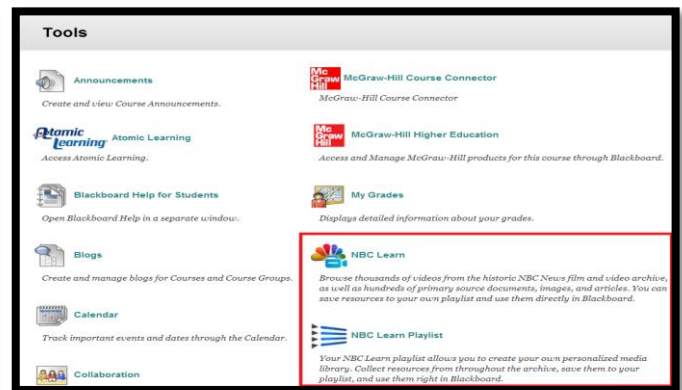 Tools
Announcements
Create and view Course Announcements.
Atomic Learning
Atomic Learning
Access Atomic Learning.
Blackboard Help for Students
Open Blackboard Help in a separate window.
Blogs
Create and manage blogs for Courses and Course Groups.
Calendar
Track important events and dates through the Calendar.
Collaboration
Mc Graw Hill
McGraw-Hill Course Connector
McGraw-Hill Course Connector
Mc Graw Hill
McGraw-Hill Higher Education
Access and Manage McGraw-Hill products for this course through Blackboard.
My Grades
Displays detailed information about your grades.
NBC Learn
Browse thousands of videos from the historic NBC News film and video archive,
as well as hundreds of primary source documents, images, and articles. You can
save resources to your own playlist and use them directly in Blackboard.
NBC Learn Playlist
Your NBC Learn playlist allows you to create your own personalized media
library. Collect resources from throughout the archive, save them to your
playlist, and use them right in Blackboard.